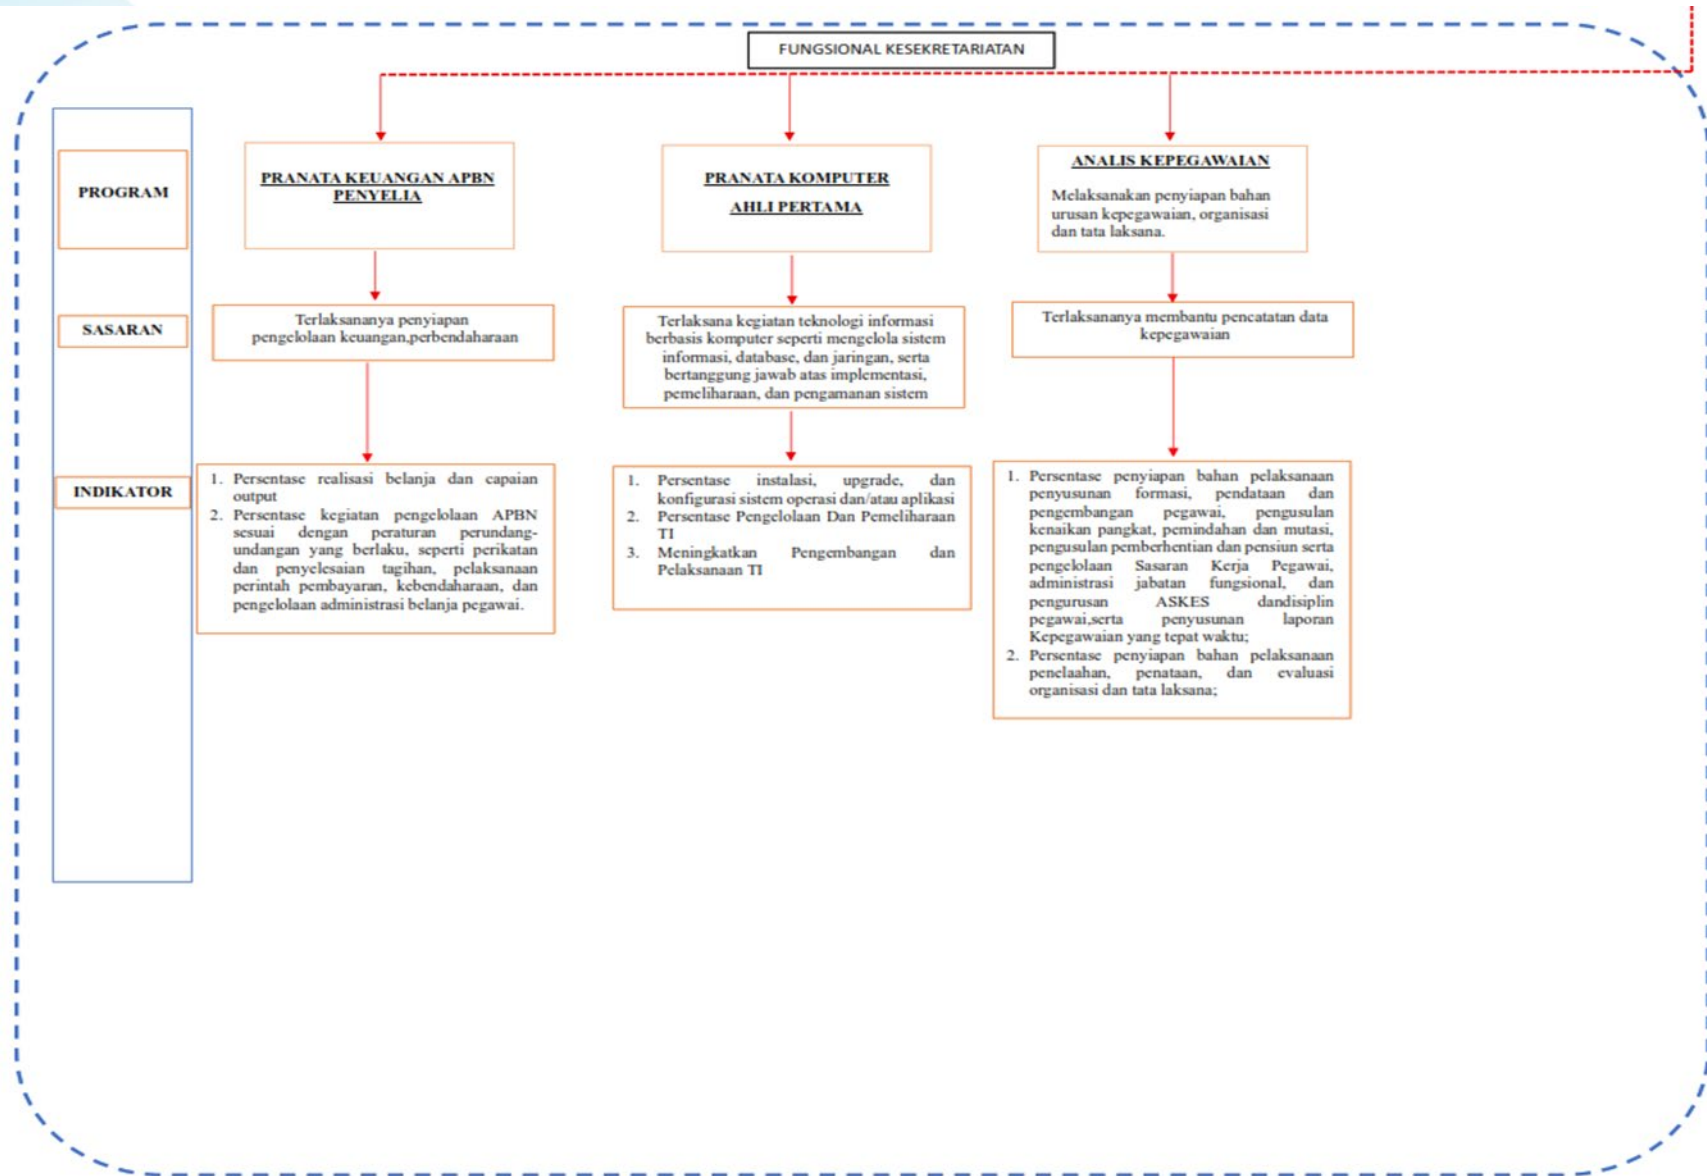 FUNGSIONAL KESEKRETARIATAN
PROGRAM
PRANATA KEUANGAN APBN
PENYELIA
PRANATA KOMPUTER
AHLI PERTAMA
ANALIS KEPEGAWAIAN
Melaksanakan penyiapan bahan
urusan kepegawaian, organisasi
dan tata laksana.
SASARAN
Terlaksananya penyiapan
pengelolaan keuangan,perbendaharaan
Terlaksana kegiatan teknologi informasi
berbasis komputer seperti mengelola sistem
informasi, database, dan jaringan, serta
bertanggung jawab atas implementasi,
pemeliharaan, dan pengamanan sistem
Terlaksananya membantu pencatatan data
kepegawaian
INDIKATOR
1. Persentase realisasi belanja dan capaian
output
2. Persentase kegiatan pengelolaan APBN
sesuai dengan peraturan perundang-
undangan yang berlaku, seperti perikatan
dan penyelesaian tagihan, pelaksanaan
perintah pembayaran, kebendaharaan, dan
pengelolaan administrasi belanja pegawai.
1. Persentase instalasi, upgrade, dan
konfigurasi sistem operasi dan/atau aplikasi
2. Persentase Pengelolaan Dan Pemeliharaan
TI
3. Meningkatkan Pengembangan dan
Pelaksanaan TI
1. Persentase penyiapan bahan pelaksanaan
penyusunan formasi, pendataan dan
pengembangan pegawai, pengusulan
kenaikan pangkat, pemindahan dan mutasi,
pengusulan pemberhentian dan pensiun serta
pengelolaan Sasaran Kerja Pegawai,
administrasi jabatan fungsional, dan
pengurusan ASKES dandisiplin
pegawai,serta penyusunan laporan
Kepegawaian yang tepat waktu;
2. Persentase penyiapan bahan pelaksanaan
penelaahan, penataan, dan evaluasi
organisasi dan tata laksana;